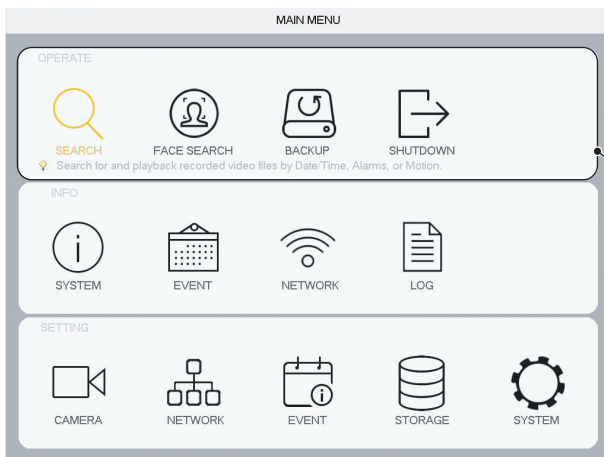 MAIN MENU
OPERATE
SEARCH FACE SEARCH BACKUP SHUTDOWN
Search for and playback recorded video files by Date/Time, Alarms, or Motion.
INFO
SYSTEM EVENT NETWORK LOG
SETTING
CAMERA NETWORK EVENT STORAGE SYSTEM